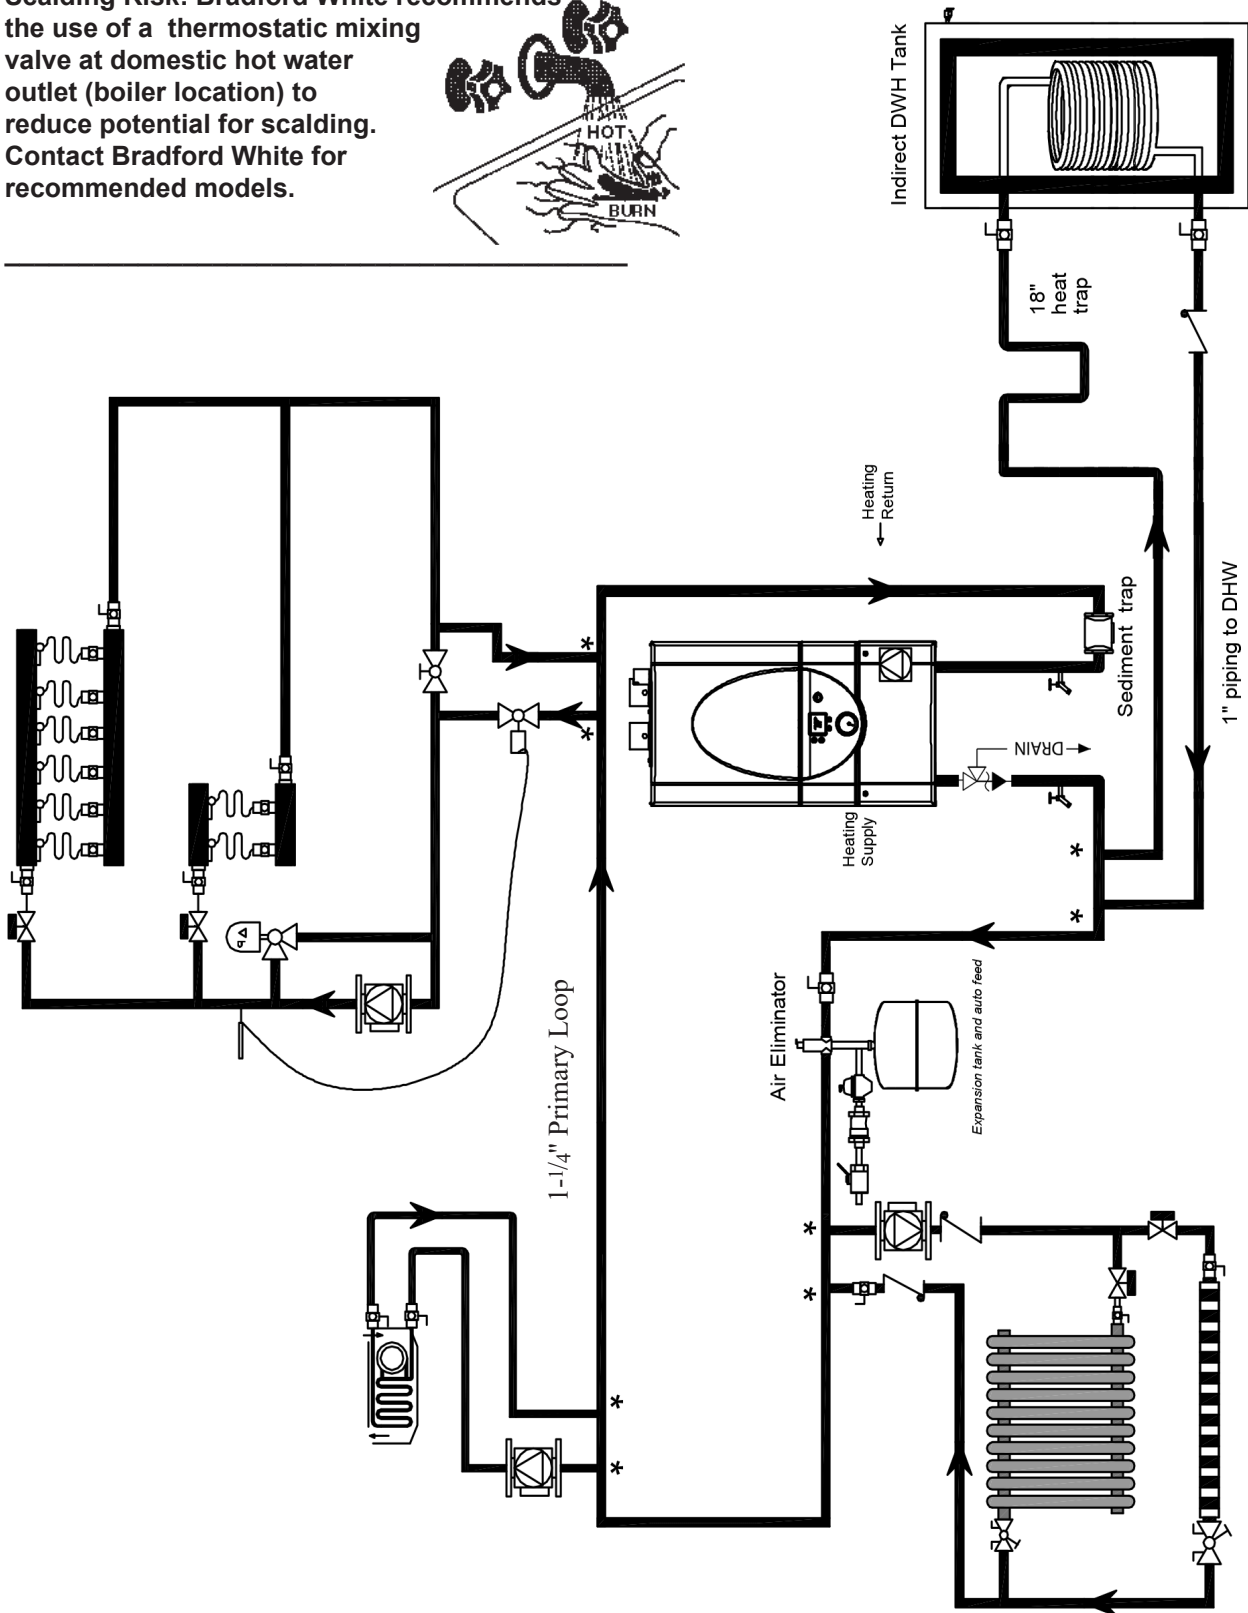 Scalding Risk: Bradford White recommends
the use of a thermostatic mixing
valve at domestic hot water
outlet (boiler location) to
reduce potential for scalding.
Contact Bradford White for
recommended models.
HOT
BURN
Indirect DWH Tank
18"
heat
trap
Heating
Return
Sediment trap
1" piping to DHW
DRAIN
Heating
Supply
ΔP
1-1/4" Primary Loop
Air Eliminator
Expansion tank and auto feed
*
*
*
*
*
*
*
*